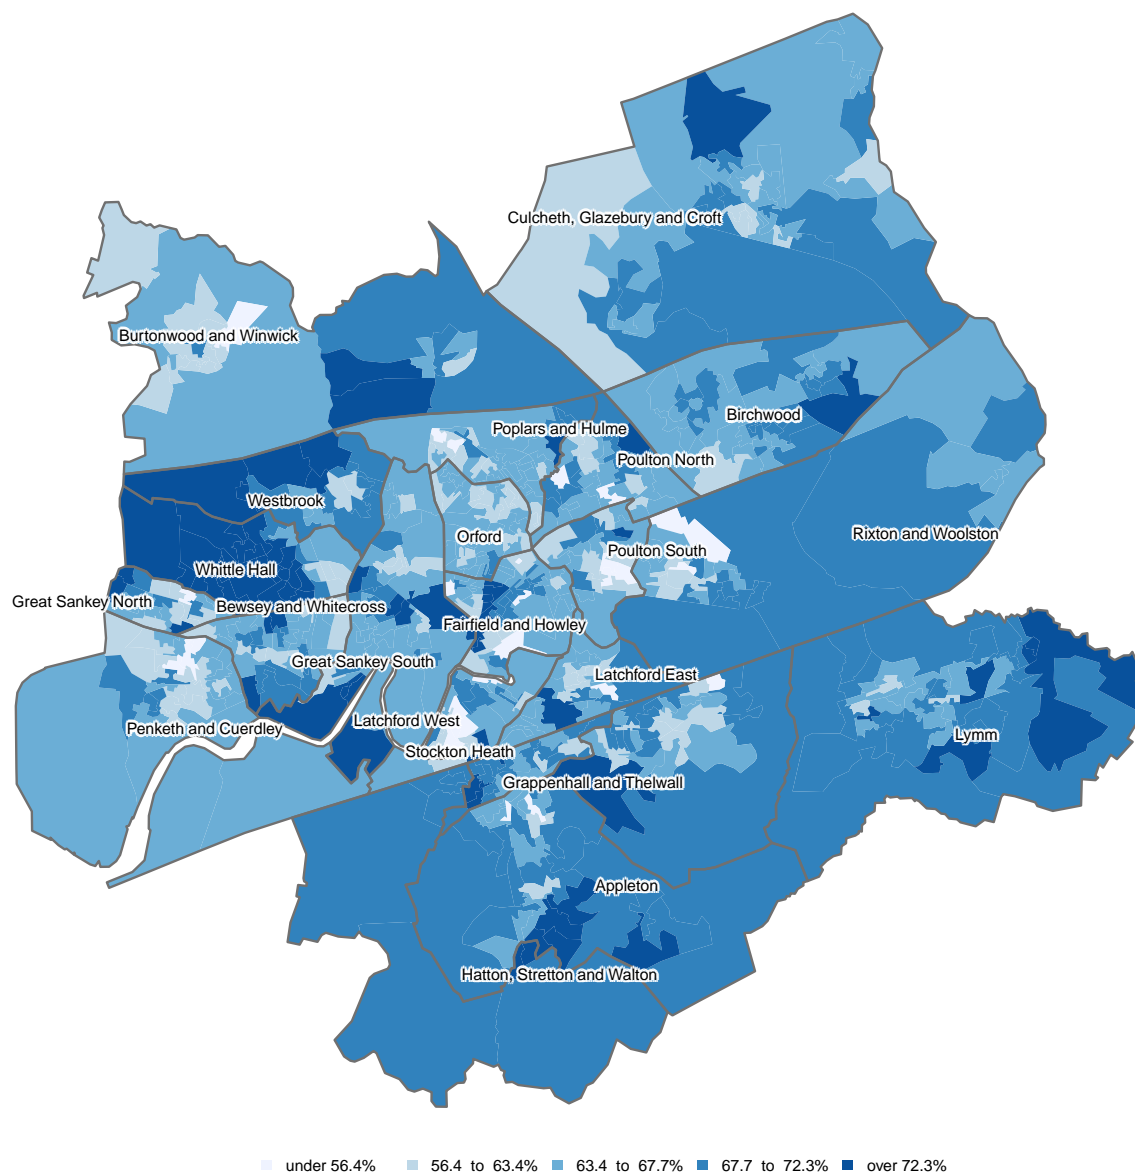 Culcheth, Glazebury and Croft
Burtonwood and Winwick
Birchwood
Poplars and Hulme
Poulton North
Westbrook
Rixton and Woolston
Orford
Poulton South
Whittle Hall
Great Sankey North
Bewsey and Whitecross
Fairfield and Howley
Great Sankey South
Latchford East
Latchford West
Penketh and Cuerdley
Lymm
Stockton Heath
Grappenhall and Thelwall
Appleton
Hatton, Stretton and Walton
under 56.4% 56.4 to 63.4% 63.4 to 67.7% 67.7 to 72.3% over 72.3%